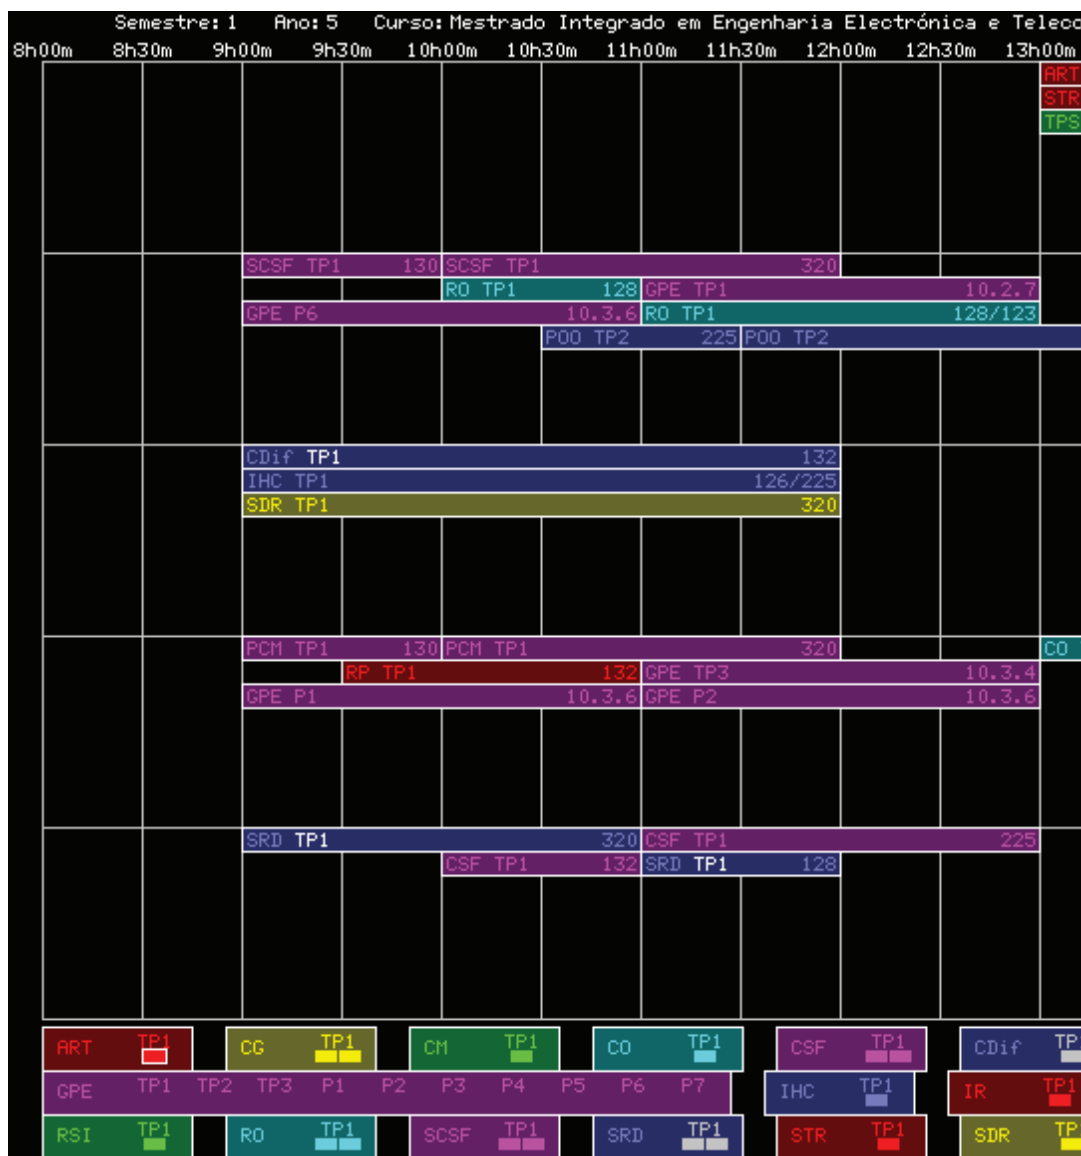 Semestre: 1 Ano: 5 Curso: Mestrado Integrado em Engenharia Electrónica e Telecc
8h00m 8h30m 9h00m 9h30m 10h00m 10h30m 11h00m 11h30m 12h00m 12h30m 13h00m
ART
STR
TPS
SCSF TP1 130 SCSF TP1 320
RO TP1 128 GPE TP1 10.2.7
GPE P6 10.3.6 RO TP1 128/123
POO TP2 225 POO TP2
CDif TP1 132
IHC TP1 126/225
SDR TP1 320
PCM TP1 130 PCM TP1 320 CO
RP TP1 132 GPE TP3 10.3.4
GPE P1 10.3.6 GPE P2 10.3.6
SRD TP1 320 CSF TP1 225
CSF TP1 132 SRD TP1 128
ART TP1 CG TP1 CM TP1 CO TP1 CSF TP1 CDif TP
GPE TP1 TP2 TP3 P1 P2 P3 P4 P5 P6 P7 IHC TP1 IR TP1
RSI TP1 RO TP1 SCSF TP1 SRD TP1 STR TP1 SDR TP